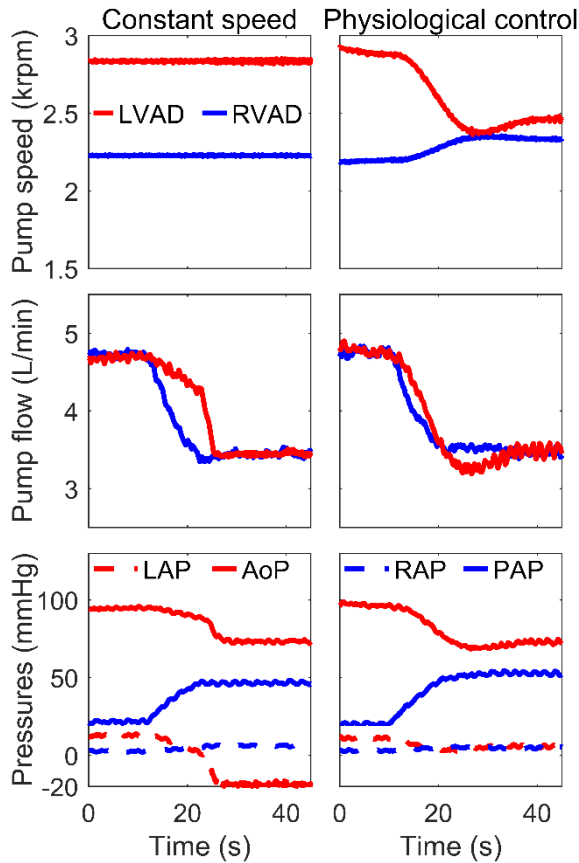 Constant speed Physiological control
Pump speed (krpm)
3
2.5
2
1.5
LVAD RVAD
Pump flow (L/min)
5
4
3
Pressures (mmHg)
100
50
0
-20
LAP AoP RAP PAP
0 20 40 0 20 40
Time (s) Time (s)